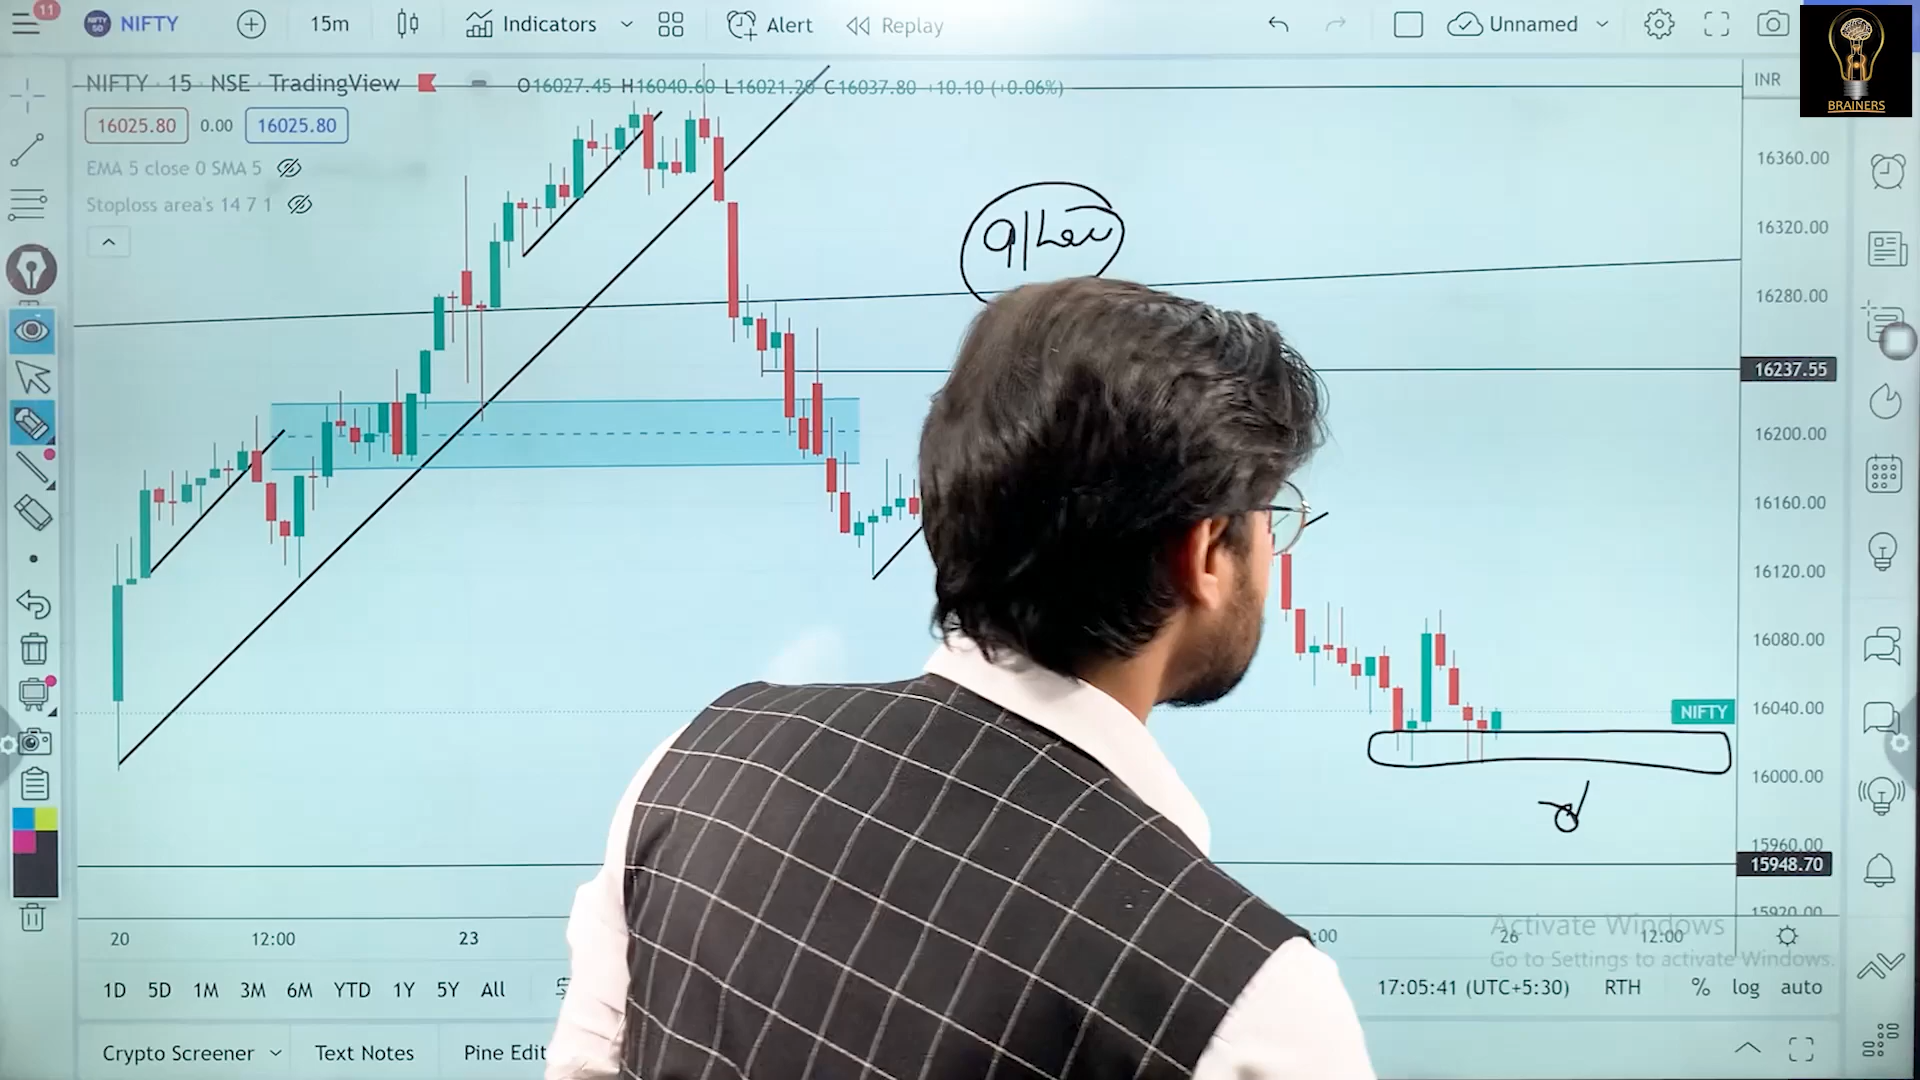 11
NIFTY 15m Indicators Alert Replay Unnamed
BRAINERS
NIFTY · 15 · NSE · TradingView O16027.45 H16040.60 L16021.20 C16037.80 +10.10 (+0.06%) INR
16025.80 0.00 16025.80
EMA 5 close 0 SMA 5
Stoploss area's 14 7 1
16360.00
16320.00
16280.00
16237.55
16200.00
16160.00
16120.00
16080.00
NIFTY 16040.00
16000.00
15960.00
15948.70
15920.00
20 12:00 23 :00 26 12:00
Activate Windows
Go to Settings to activate Windows.
1D 5D 1M 3M 6M YTD 1Y 5Y All 17:05:41 (UTC+5:30) RTH % log auto
Crypto Screener Text Notes Pine Edit